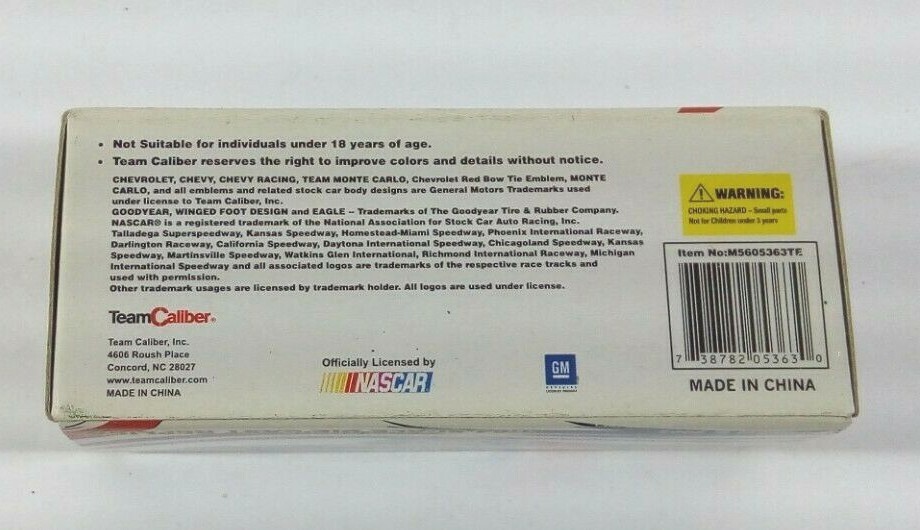 • Not Suitable for individuals under 18 years of age.
• Team Caliber reserves the right to improve colors and details without notice.
CHEVROLET, CHEVY, CHEVY RACING, TEAM MONTE CARLO, Chevrolet Red Bow Tie Emblem, MONTE
CARLO, and all emblems and related stock car body designs are General Motors Trademarks used
under license to Team Caliber, Inc.
GOODYEAR, WINGED FOOT DESIGN and EAGLE – Trademarks of The Goodyear Tire & Rubber Company.
NASCAR® is a registered trademark of the National Association for Stock Car Auto Racing, Inc.
Talladega Superspeedway, Kansas Speedway, Homestead-Miami Speedway, Phoenix International Raceway,
Darlington Raceway, California Speedway, Daytona International Speedway, Chicagoland Speedway, Kansas
Speedway, Martinsville Speedway, Watkins Glen International, Richmond International Raceway, Michigan
International Speedway and all associated logos are trademarks of the respective race tracks and
used with permission.
Other trademark usages are licensed by trademark holder. All logos are used under license.
TeamCaliber®
Team Caliber, Inc.
4606 Roush Place
Concord, NC 28027
www.teamcaliber.com
MADE IN CHINA
Officially Licensed by
NASCAR
GM
⚠WARNING:
CHOKING HAZARD – Small parts
Not for Children under 3 years
Item No:M5605363TE
7 38782 05363 0
MADE IN CHINA